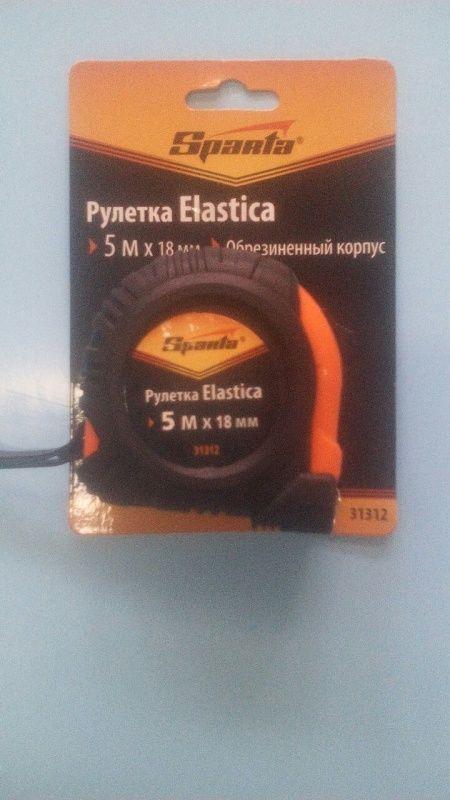 Sparta®
Рулетка Elastica
5 м х 18 мм Обрезиненный корпус
Sparta
Рулетка Elastica
5 м х 18 мм
31312
31312